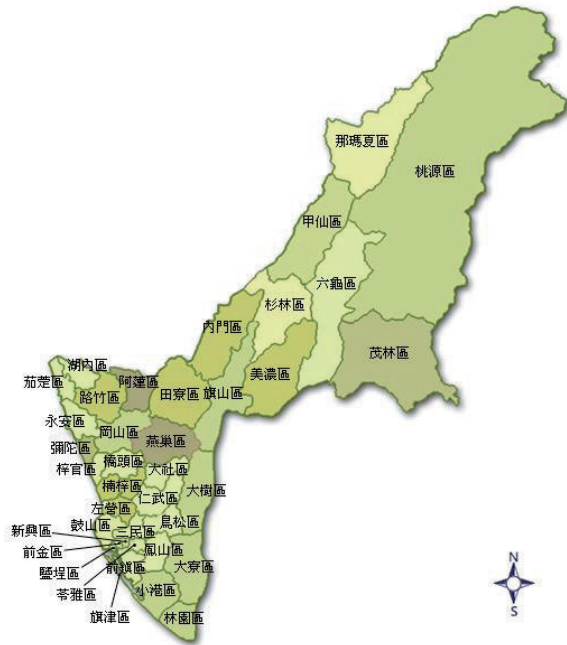 那瑪夏區
桃源區
甲仙區
六龜區
杉林區
內門區
茂林區
湖內區
美濃區
茄萣區
阿蓮區
路竹區
田寮區
旗山區
永安區
岡山區
燕巢區
彌陀區
橋頭區
梓官區
大社區
楠梓區
大樹區
仁武區
左營區
鼓山區
鳥松區
新興區
三民區
前金區
鳳山區
前鎮區
大寮區
鹽埕區
小港區
苓雅區
旗津區
林園區
N
S